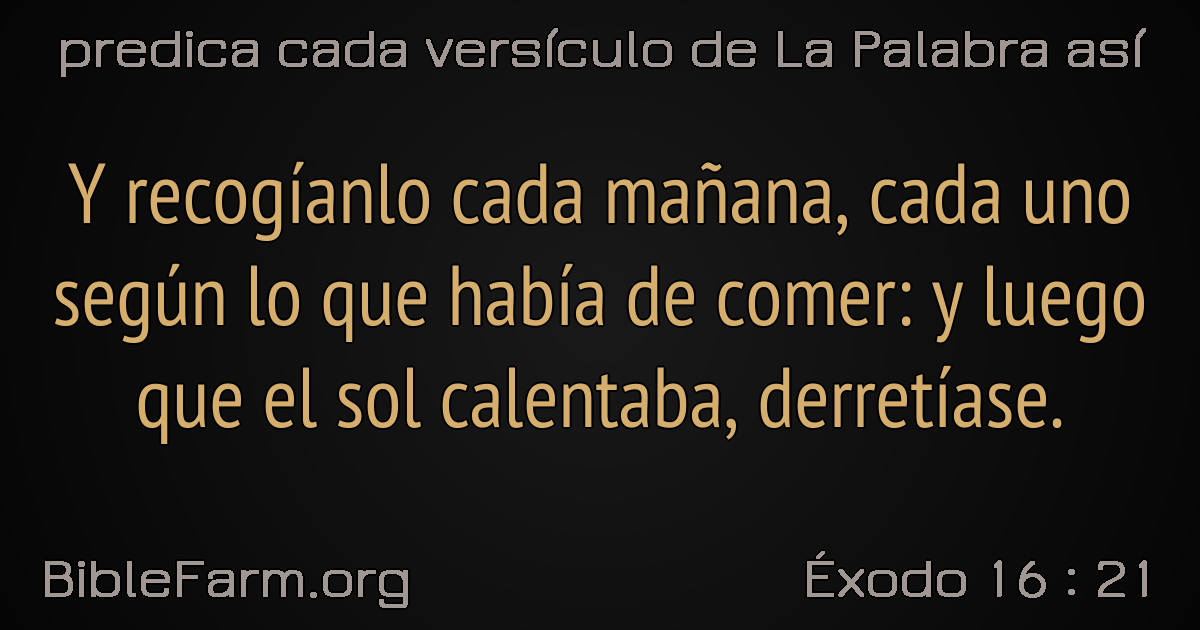 predica cada versículo de La Palabra así
Y recogíanlo cada mañana, cada uno
según lo que había de comer: y luego
que el sol calentaba, derretíase.
BibleFarm.org
Éxodo 16 : 21